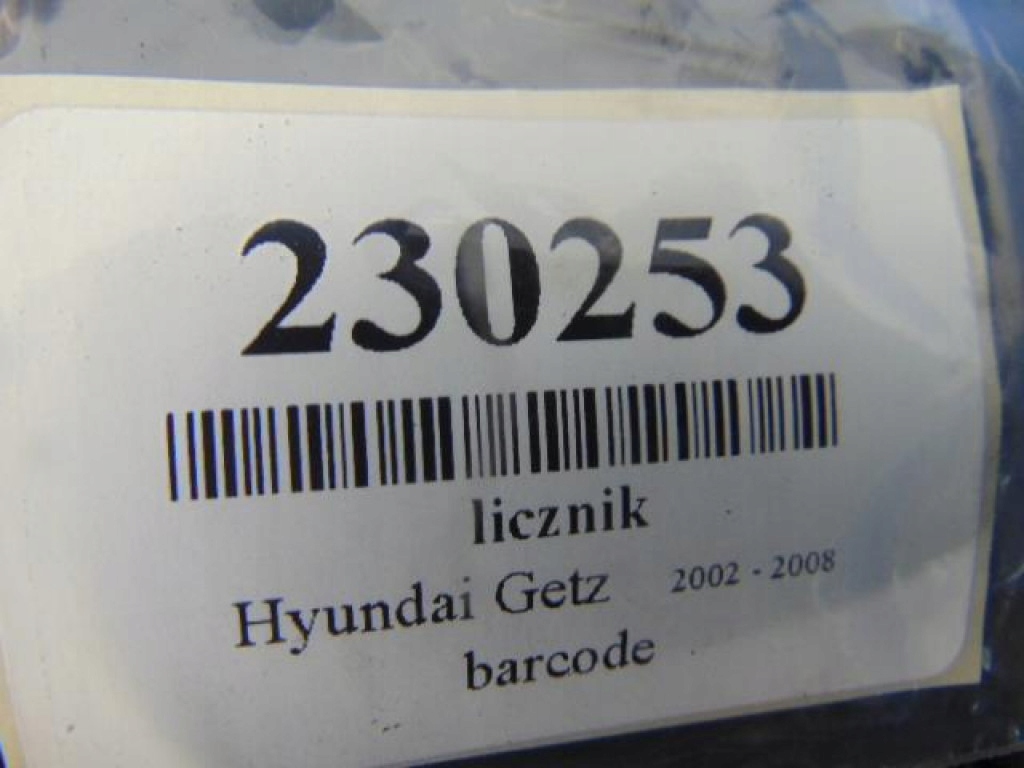 230253
licznik
Hyundai Getz 2002 - 2008
barcode